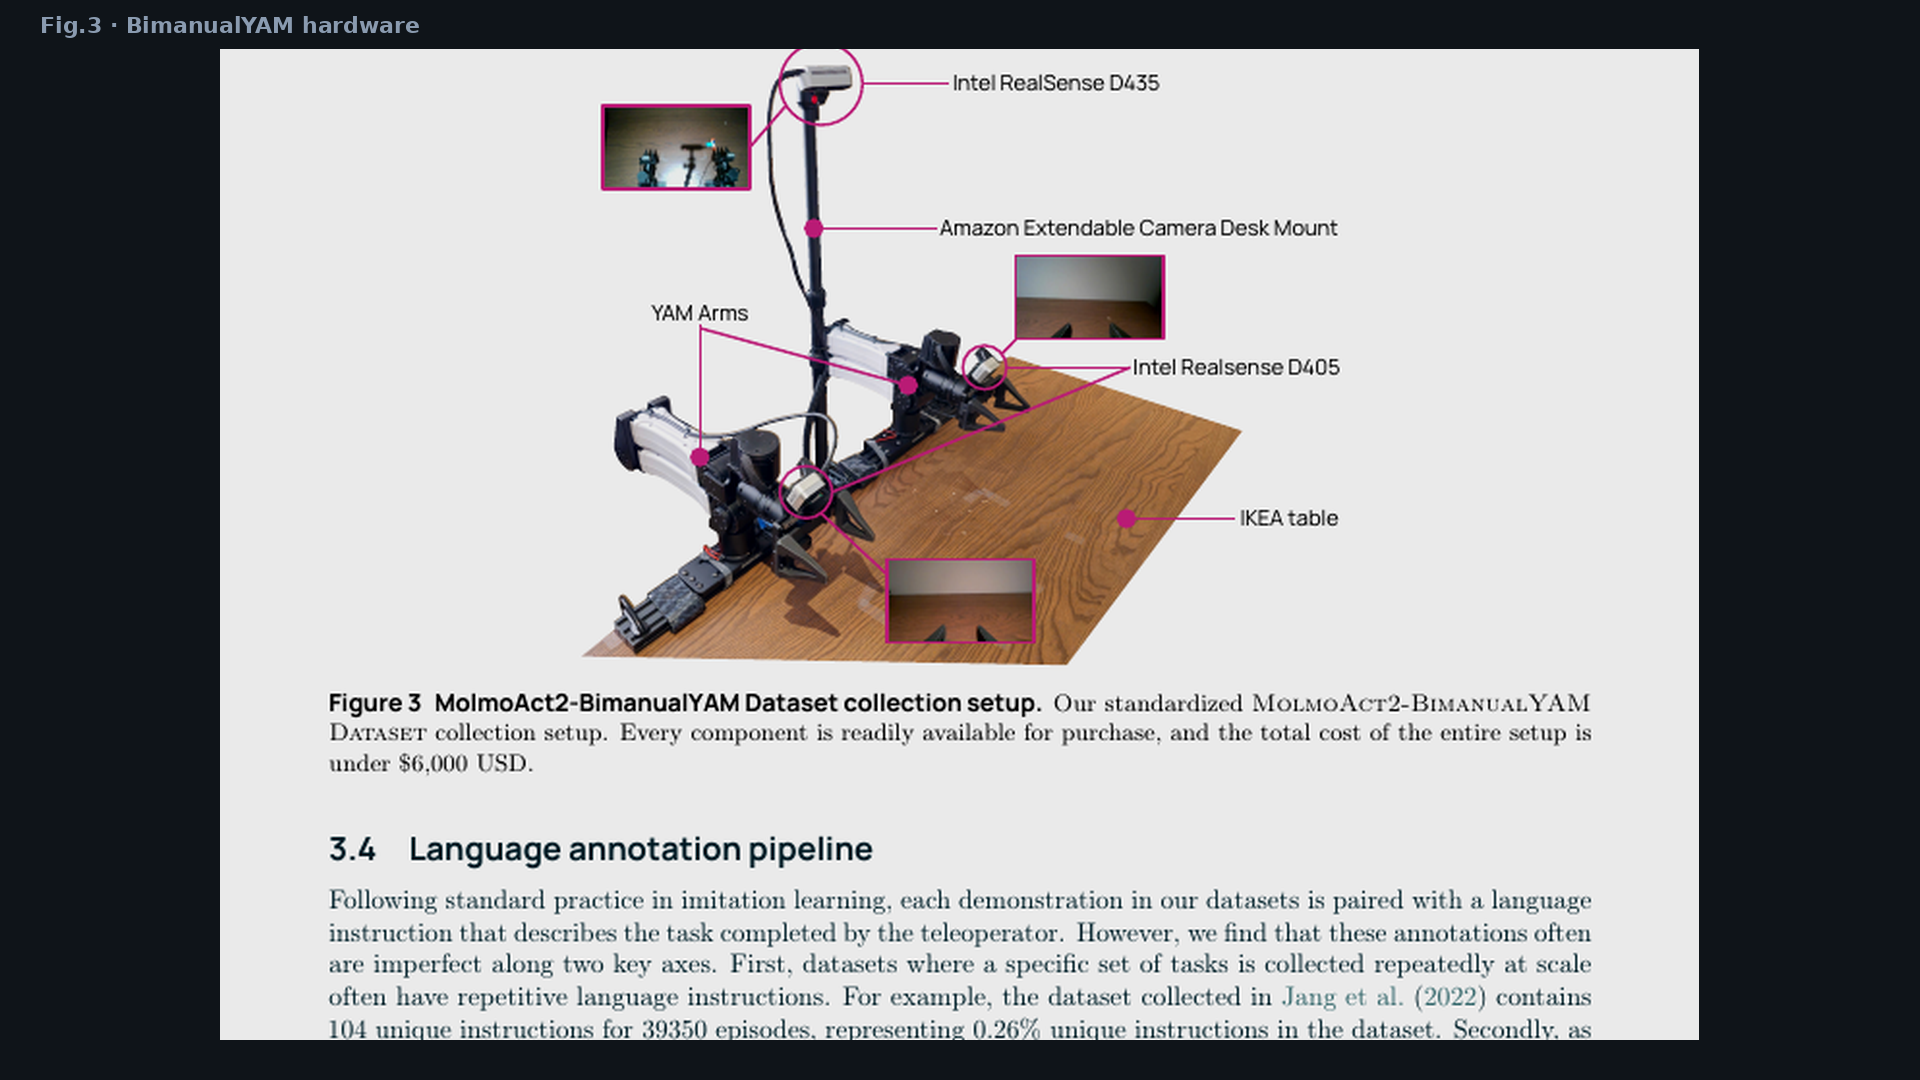 Fig.3 · BimanualYAM hardware
Intel RealSense D435
Amazon Extendable Camera Desk Mount
YAM Arms
Intel Realsense D405
IKEA table
Figure 3 MolmoAct2-BimanualYAM Dataset collection setup. Our standardized MolmoAct2-BimanualYAM
Dataset collection setup. Every component is readily available for purchase, and the total cost of the entire setup is
under $6,000 USD.
3.4 Language annotation pipeline
Following standard practice in imitation learning, each demonstration in our datasets is paired with a language
instruction that describes the task completed by the teleoperator. However, we find that these annotations often
are imperfect along two key axes. First, datasets where a specific set of tasks is collected repeatedly at scale
often have repetitive language instructions. For example, the dataset collected in Jang et al. (2022) contains
104 unique instructions for 39350 episodes, representing 0.26% unique instructions in the dataset. Secondly, as